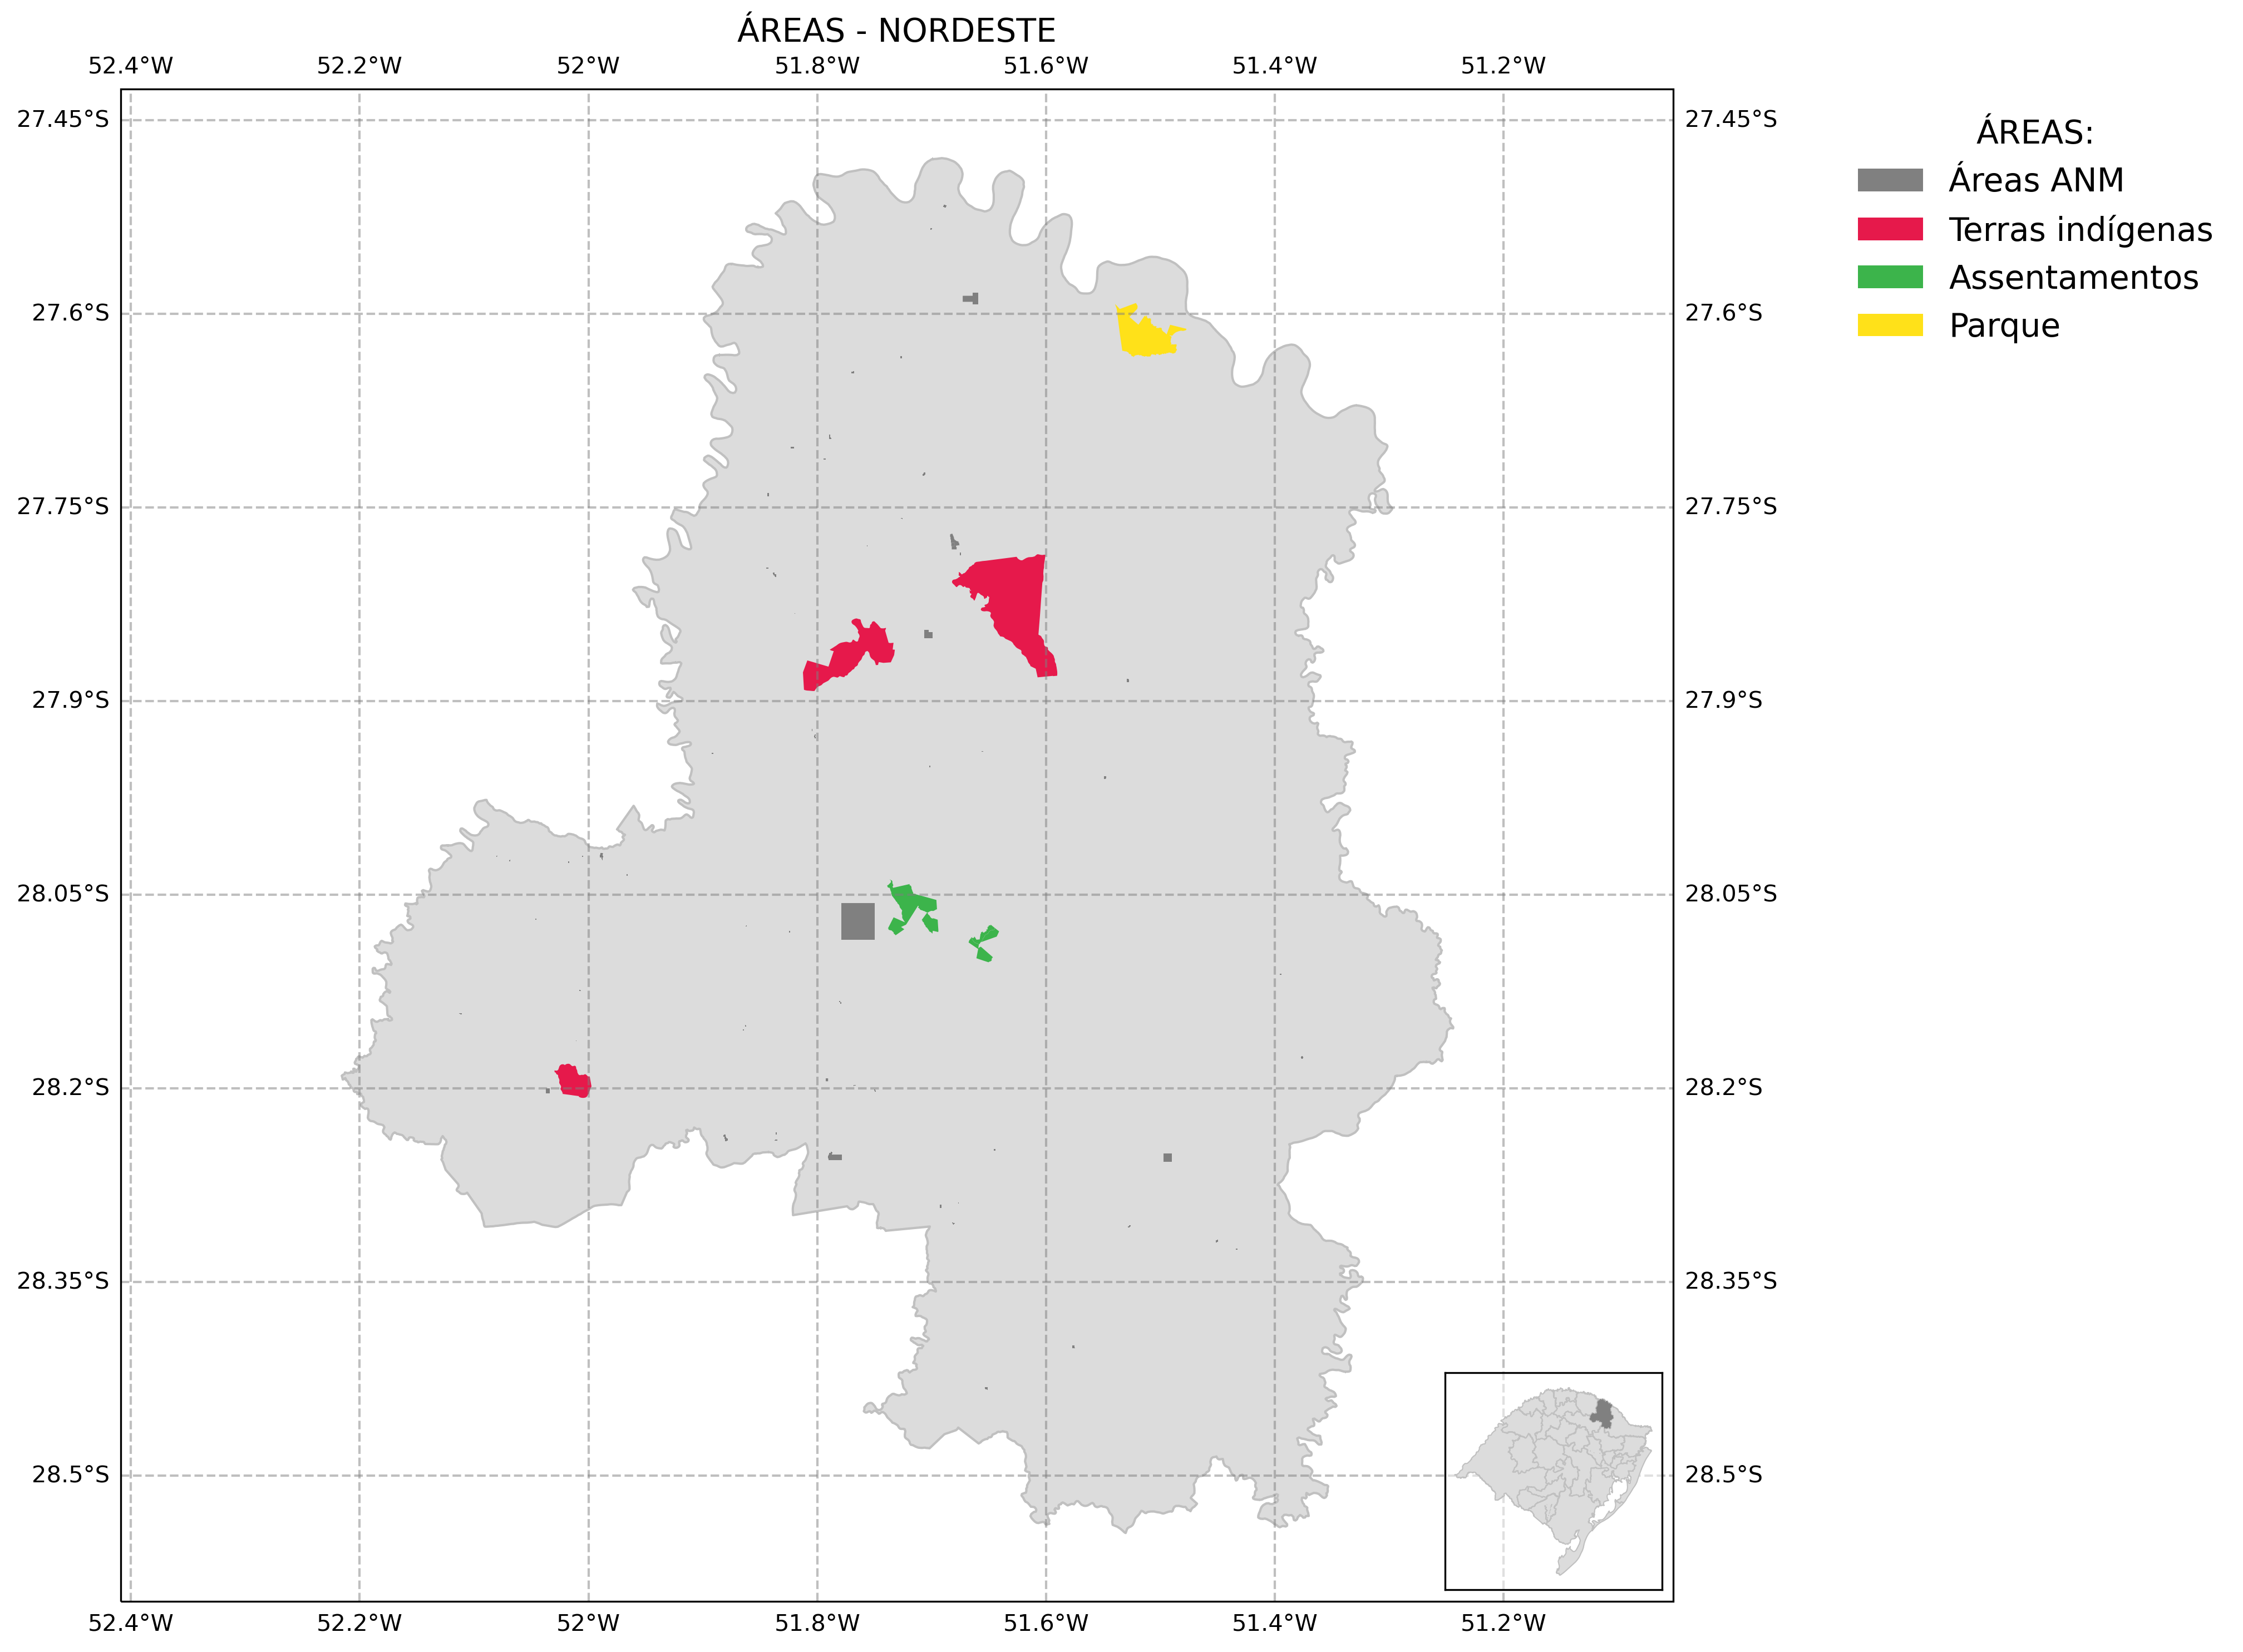 ÁREAS - NORDESTE
52.4°W 52.2°W 52°W 51.8°W 51.6°W 51.4°W 51.2°W
27.45°S 27.45°S
27.6°S 27.6°S
27.75°S 27.75°S
27.9°S 27.9°S
28.05°S 28.05°S
28.2°S 28.2°S
28.35°S 28.35°S
28.5°S 28.5°S
52.4°W 52.2°W 52°W 51.8°W 51.6°W 51.4°W 51.2°W
ÁREAS:
Áreas ANM
Terras indígenas
Assentamentos
Parque